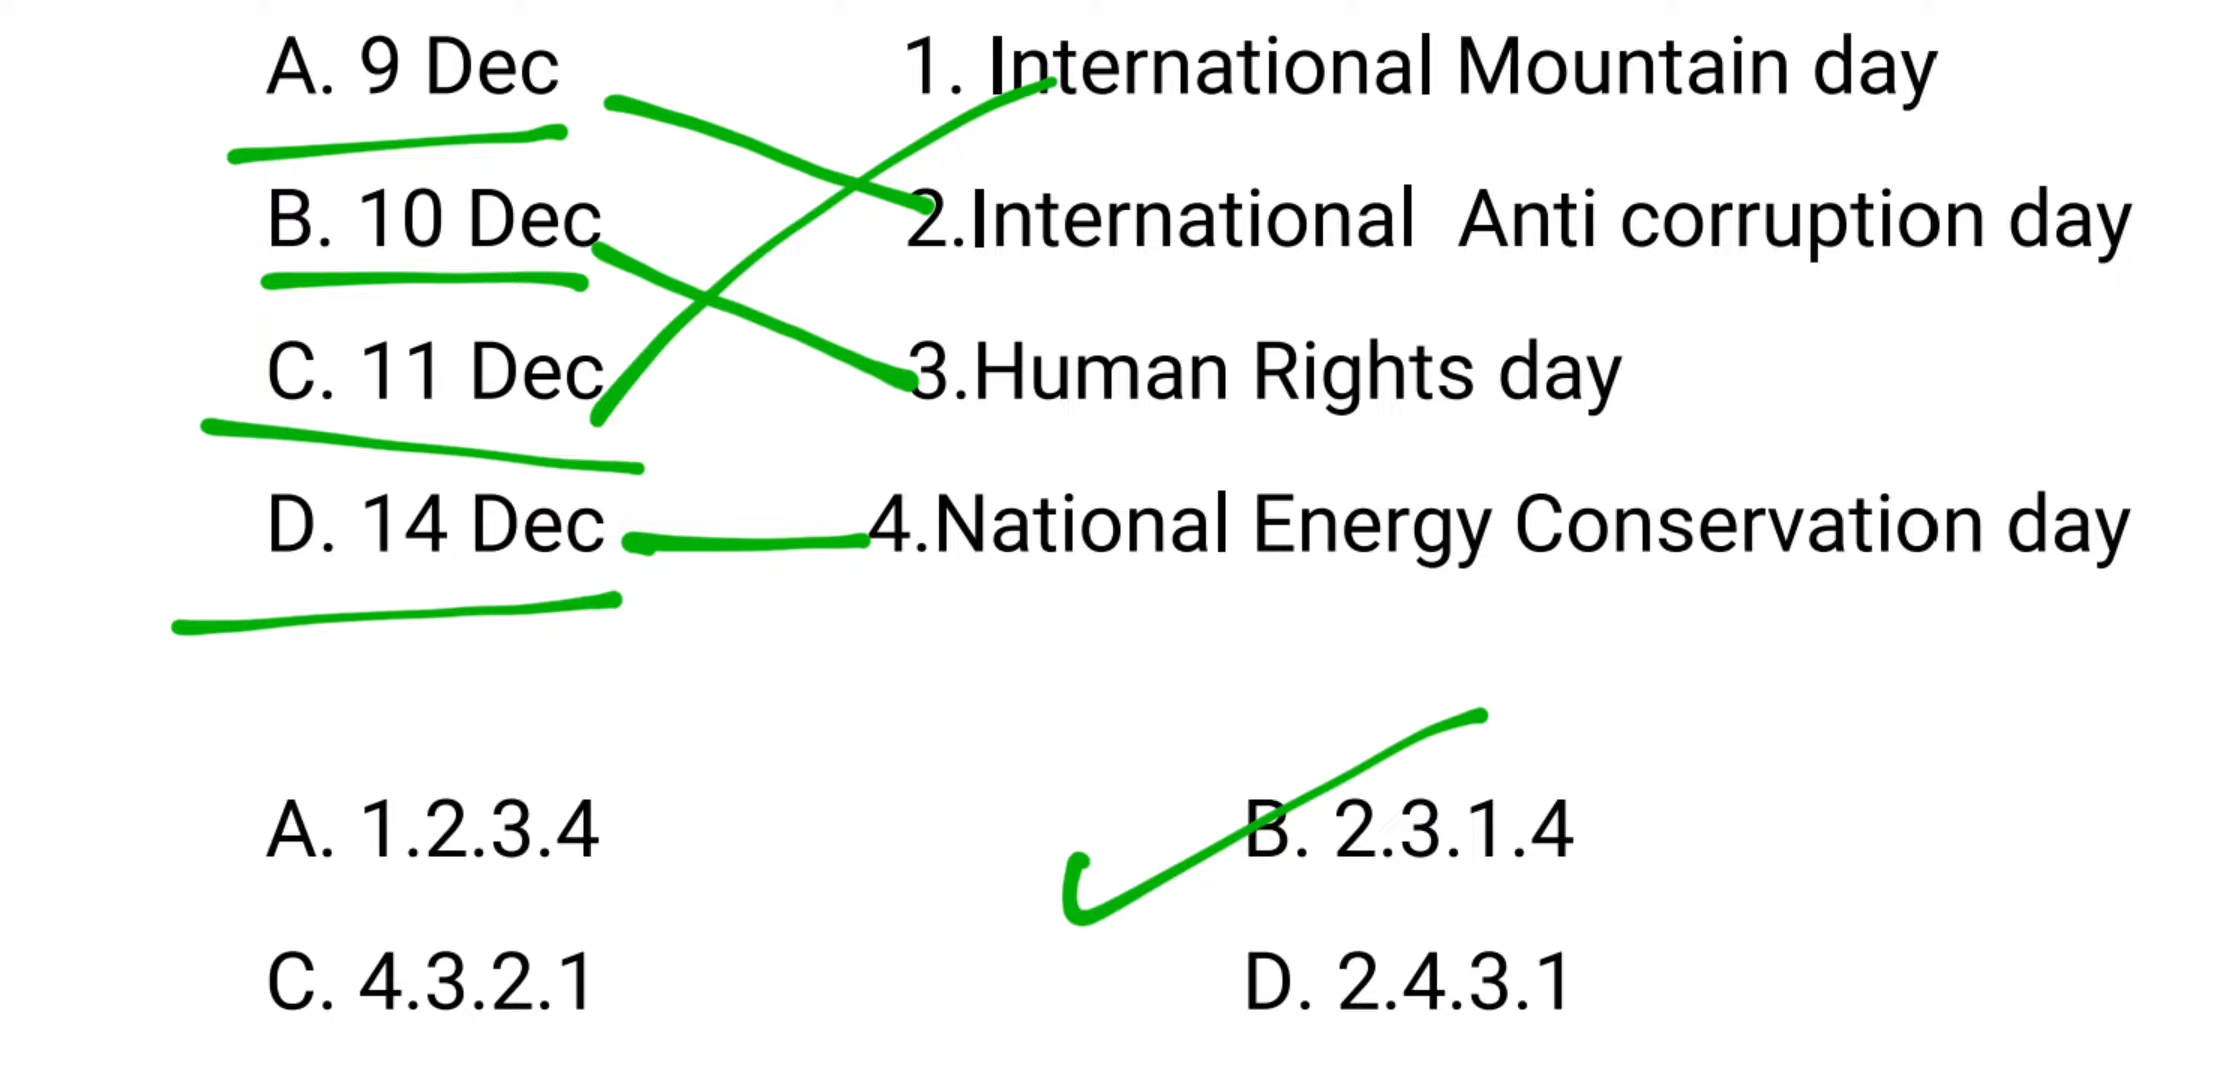 A. 9 Dec 1. International Mountain day
B. 10 Dec 2.International Anti corruption day
C. 11 Dec 3.Human Rights day
D. 14 Dec 4.National Energy Conservation day
A. 1.2.3.4 B. 2.3.1.4
C. 4.3.2.1 D. 2.4.3.1